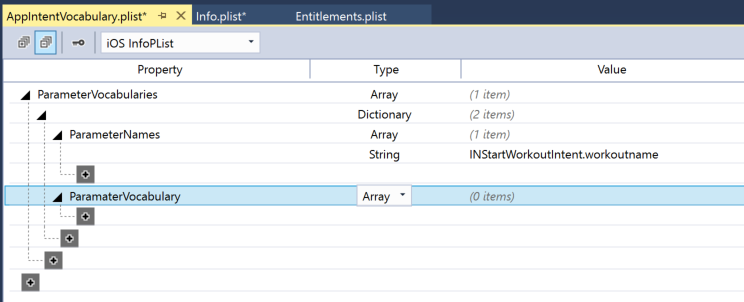 AppIntentVocabulary.plist* Info.plist* Entitlements.plist
iOS InfoPList
Property Type Value
ParameterVocabularies Array (1 item)
Dictionary (2 items)
ParameterNames Array (1 item)
String INStartWorkoutIntent.workoutname
ParamaterVocabulary Array (0 items)